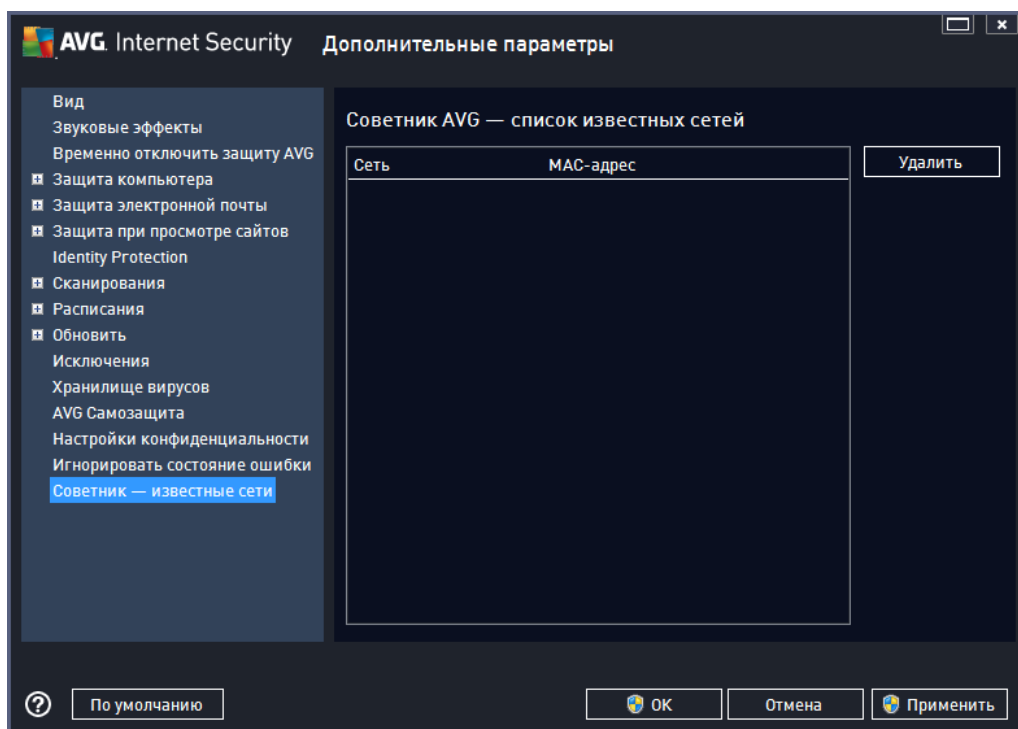 AVG. Internet Security Дополнительные параметры
Вид
Звуковые эффекты
Временно отключить защиту AVG
Защита компьютера
Защита электронной почты
Защита при просмотре сайтов
Identity Protection
Сканирования
Расписания
Обновить
Исключения
Хранилище вирусов
AVG Самозащита
Настройки конфиденциальности
Игнорировать состояние ошибки
Советник — известные сети
Советник AVG — список известных сетей
Сеть MAC-адрес
Удалить
По умолчанию OK Отмена Применить